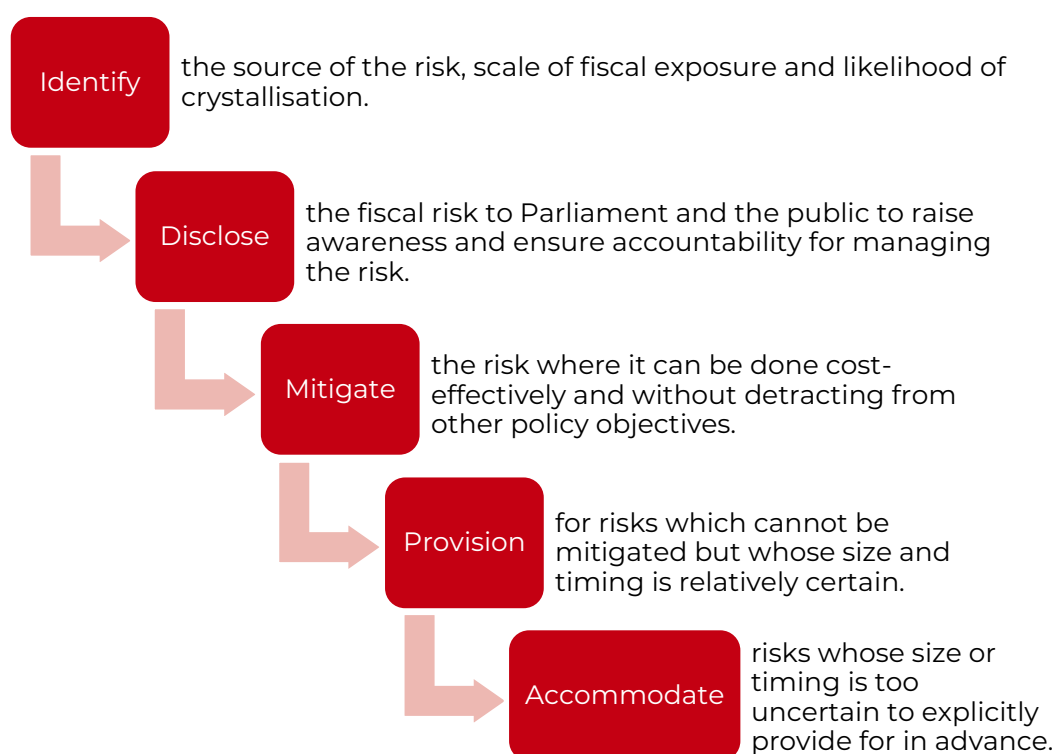 Identify
the source of the risk, scale of fiscal exposure and likelihood of
crystallisation.
Disclose
the fiscal risk to Parliament and the public to raise
awareness and ensure accountability for managing
the risk.
Mitigate
the risk where it can be done cost-
effectively and without detracting from
other policy objectives.
Provision
for risks which cannot be
mitigated but whose size and
timing is relatively certain.
Accommodate
risks whose size or
timing is too
uncertain to explicitly
provide for in advance.